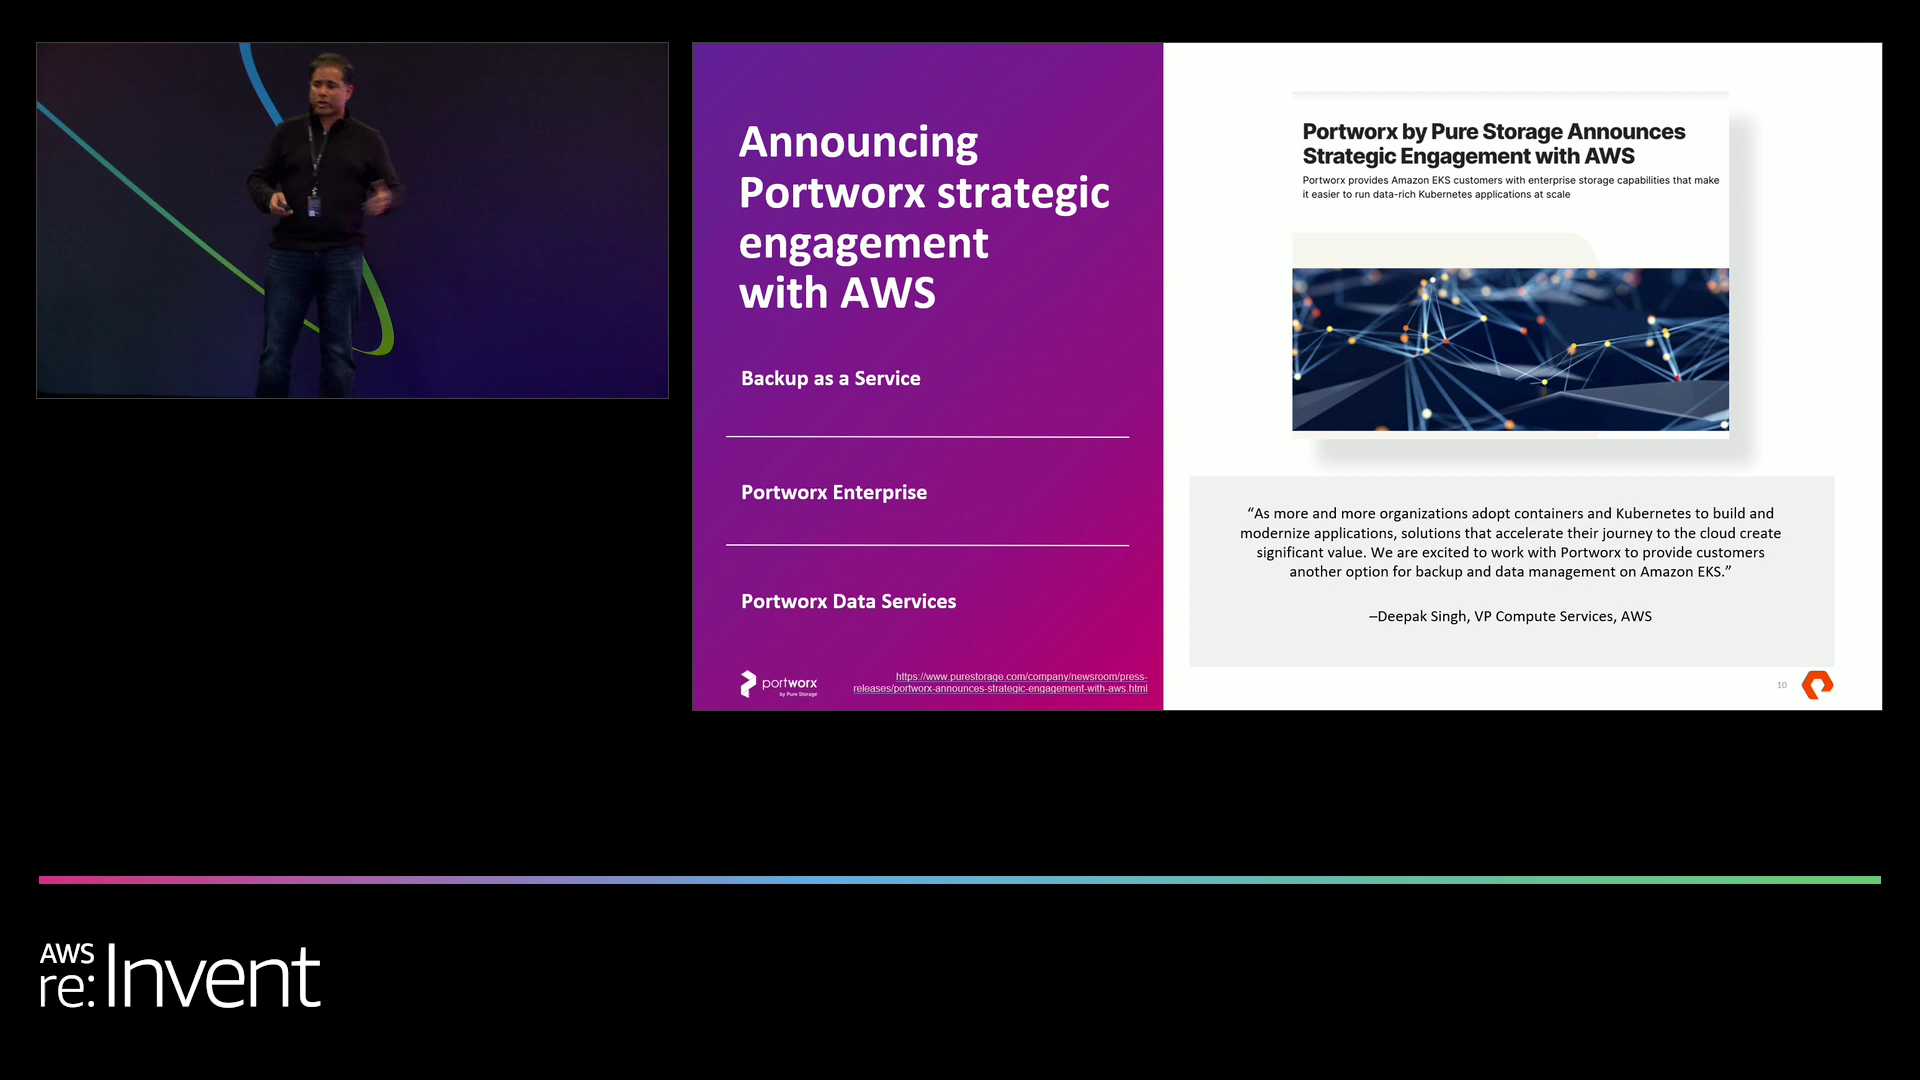 Announcing
Portworx strategic
engagement
with AWS
Backup as a Service
Portworx Enterprise
Portworx Data Services
portworx
by Pure Storage
https://www.purestorage.com/company/newsroom/press-
releases/portworx-announces-strategic-engagement-with-aws.html
Portworx by Pure Storage Announces
Strategic Engagement with AWS
Portworx provides Amazon EKS customers with enterprise storage capabilities that make
it easier to run data-rich Kubernetes applications at scale
“As more and more organizations adopt containers and Kubernetes to build and
modernize applications, solutions that accelerate their journey to the cloud create
significant value. We are excited to work with Portworx to provide customers
another option for backup and data management on Amazon EKS.”
–Deepak Singh, VP Compute Services, AWS
10
AWS
re:Invent